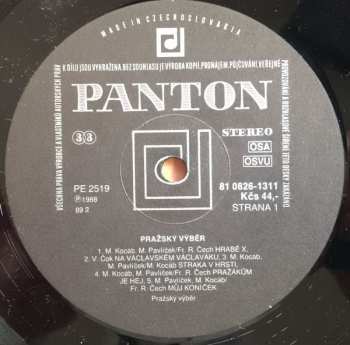 MADE IN CZECHOSLOVAKIA
K DÍLU JSOU VYHRAZENA. BEZ SOUHLASU JE VÝROBA KOPIÍ, PRONÁJEM, PŮJČOVÁNÍ, VEŘEJNÉ
PROVOZOVÁNÍ I ROZHLASOVÉ ŠÍŘENÍ TÉTO DESKY ZAKÁZÁNO
VŠECHNA PRÁVA VÝROBCE A VLASTNÍKŮ AUTORSKÝCH PRÁV
PANTON
33
STEREO
OSA
OSVU
PE 2519
Ⓟ1988
89 2
81 0826-1311
Kčs 44,-
STRANA 1
PRAŽSKÝ VÝBĚR
1. M. Kocáb, M. Pavlíček/Fr. R. Čech HRABĚ X,
2. V. Čok NA VÁCLAVSKÉM VÁCLAVÁKU, 3. M. Kocáb,
M. Pavlíček/M. Kocáb STRAKA V HRSTI,
4. M. Kocáb, M. Pavlíček/Fr. R. Čech PRAŽÁKŮM
JE HEJ, 5. M. Pavlíček, M. Kocáb/
Fr. R. Čech MŮJ KONÍČEK
Pražský výběr